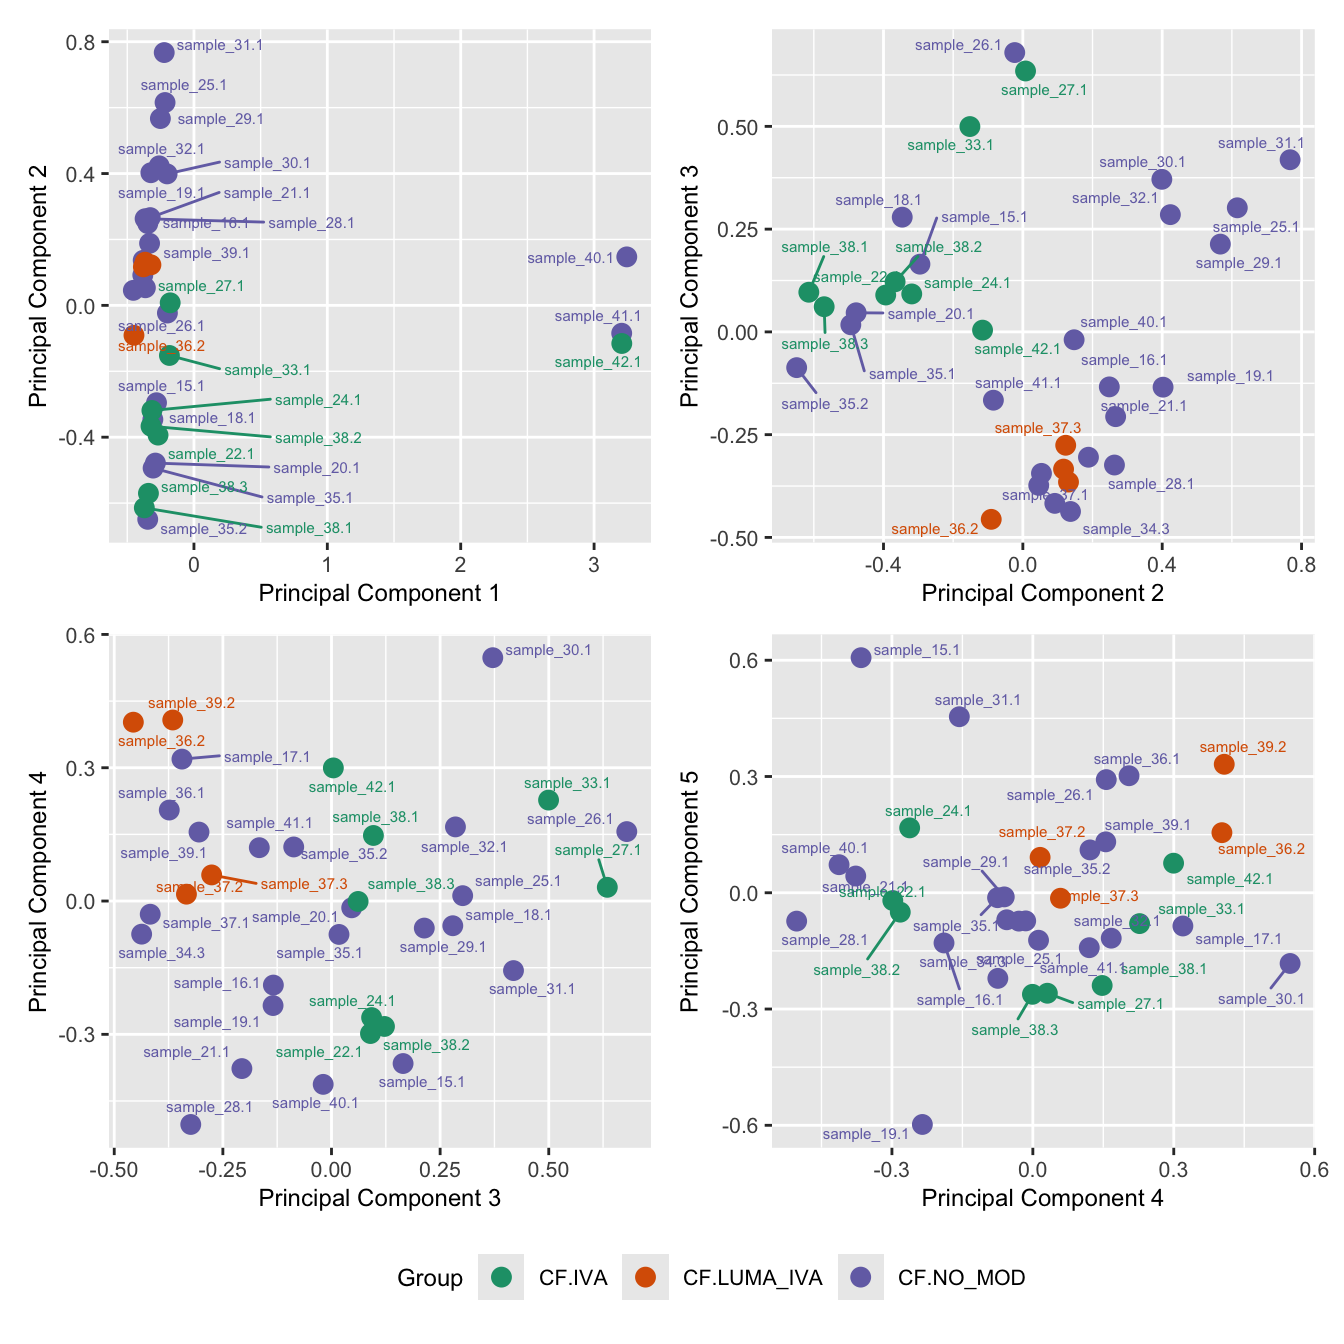 sample_31.1
0.8
sample_25.1
sample_29.1
sample_32.1
sample_30.1
0.4
sample_19.1
sample_21.1
sample_16.1
sample_28.1
sample_39.1
sample_40.1
sample_27.1
0.0
sample_41.1
sample_26.1
sample_36.2
sample_42.1
sample_33.1
sample_15.1
sample_24.1
sample_18.1
-0.4
sample_38.2
sample_22.1
sample_20.1
sample_38.3
sample_35.1
sample_35.2
sample_38.1
0 1 2 3
Principal Component 1
Principal Component 2
sample_26.1
sample_27.1
0.50
sample_33.1
sample_31.1
sample_30.1
sample_32.1
sample_18.1
sample_15.1
0.25
sample_25.1
sample_38.1
sample_38.2
sample_29.1
sample_24.1
sample_20.1
sample_40.1
0.00
sample_38.3
sample_42.1
sample_16.1
sample_35.1
sample_41.1
sample_19.1
sample_35.2
sample_21.1
sample_37.3
-0.25
sample_28.1
sample_37.1
sample_36.2
sample_34.3
-0.50
-0.4 0.0 0.4 0.8
Principal Component 2
Principal Component 3
0.6
sample_30.1
sample_39.2
sample_36.2
sample_17.1
0.3
sample_42.1
sample_33.1
sample_36.1
sample_38.1
sample_26.1
sample_41.1
sample_32.1
sample_39.1
sample_35.2
sample_27.1
sample_37.2
sample_37.3
sample_38.3
sample_25.1
0.0
sample_37.1
sample_20.1
sample_18.1
sample_34.3
sample_35.1
sample_29.1
sample_16.1
sample_31.1
sample_24.1
sample_19.1
-0.3
sample_21.1
sample_22.1
sample_38.2
sample_15.1
sample_28.1
sample_40.1
-0.50 -0.25 0.00 0.25 0.50
Principal Component 3
Principal Component 4
sample_15.1
0.6
sample_31.1
sample_39.2
sample_36.1
0.3
sample_26.1
sample_24.1
sample_37.2
sample_39.1
sample_40.1
sample_36.2
sample_29.1
sample_35.2
sample_42.1
sample_21.1
0.0
sample_37.3
sample_33.1
sample_35.1
sample_28.1
sample_17.1
sample_25.1
sample_38.2
sample_41.1
sample_38.1
sample_16.1
sample_27.1
sample_30.1
-0.3
sample_38.3
-0.6
sample_19.1
-0.3 0.0 0.3 0.6
Principal Component 4
Principal Component 5
Group CF.IVA CF.LUMA_IVA CF.NO_MOD